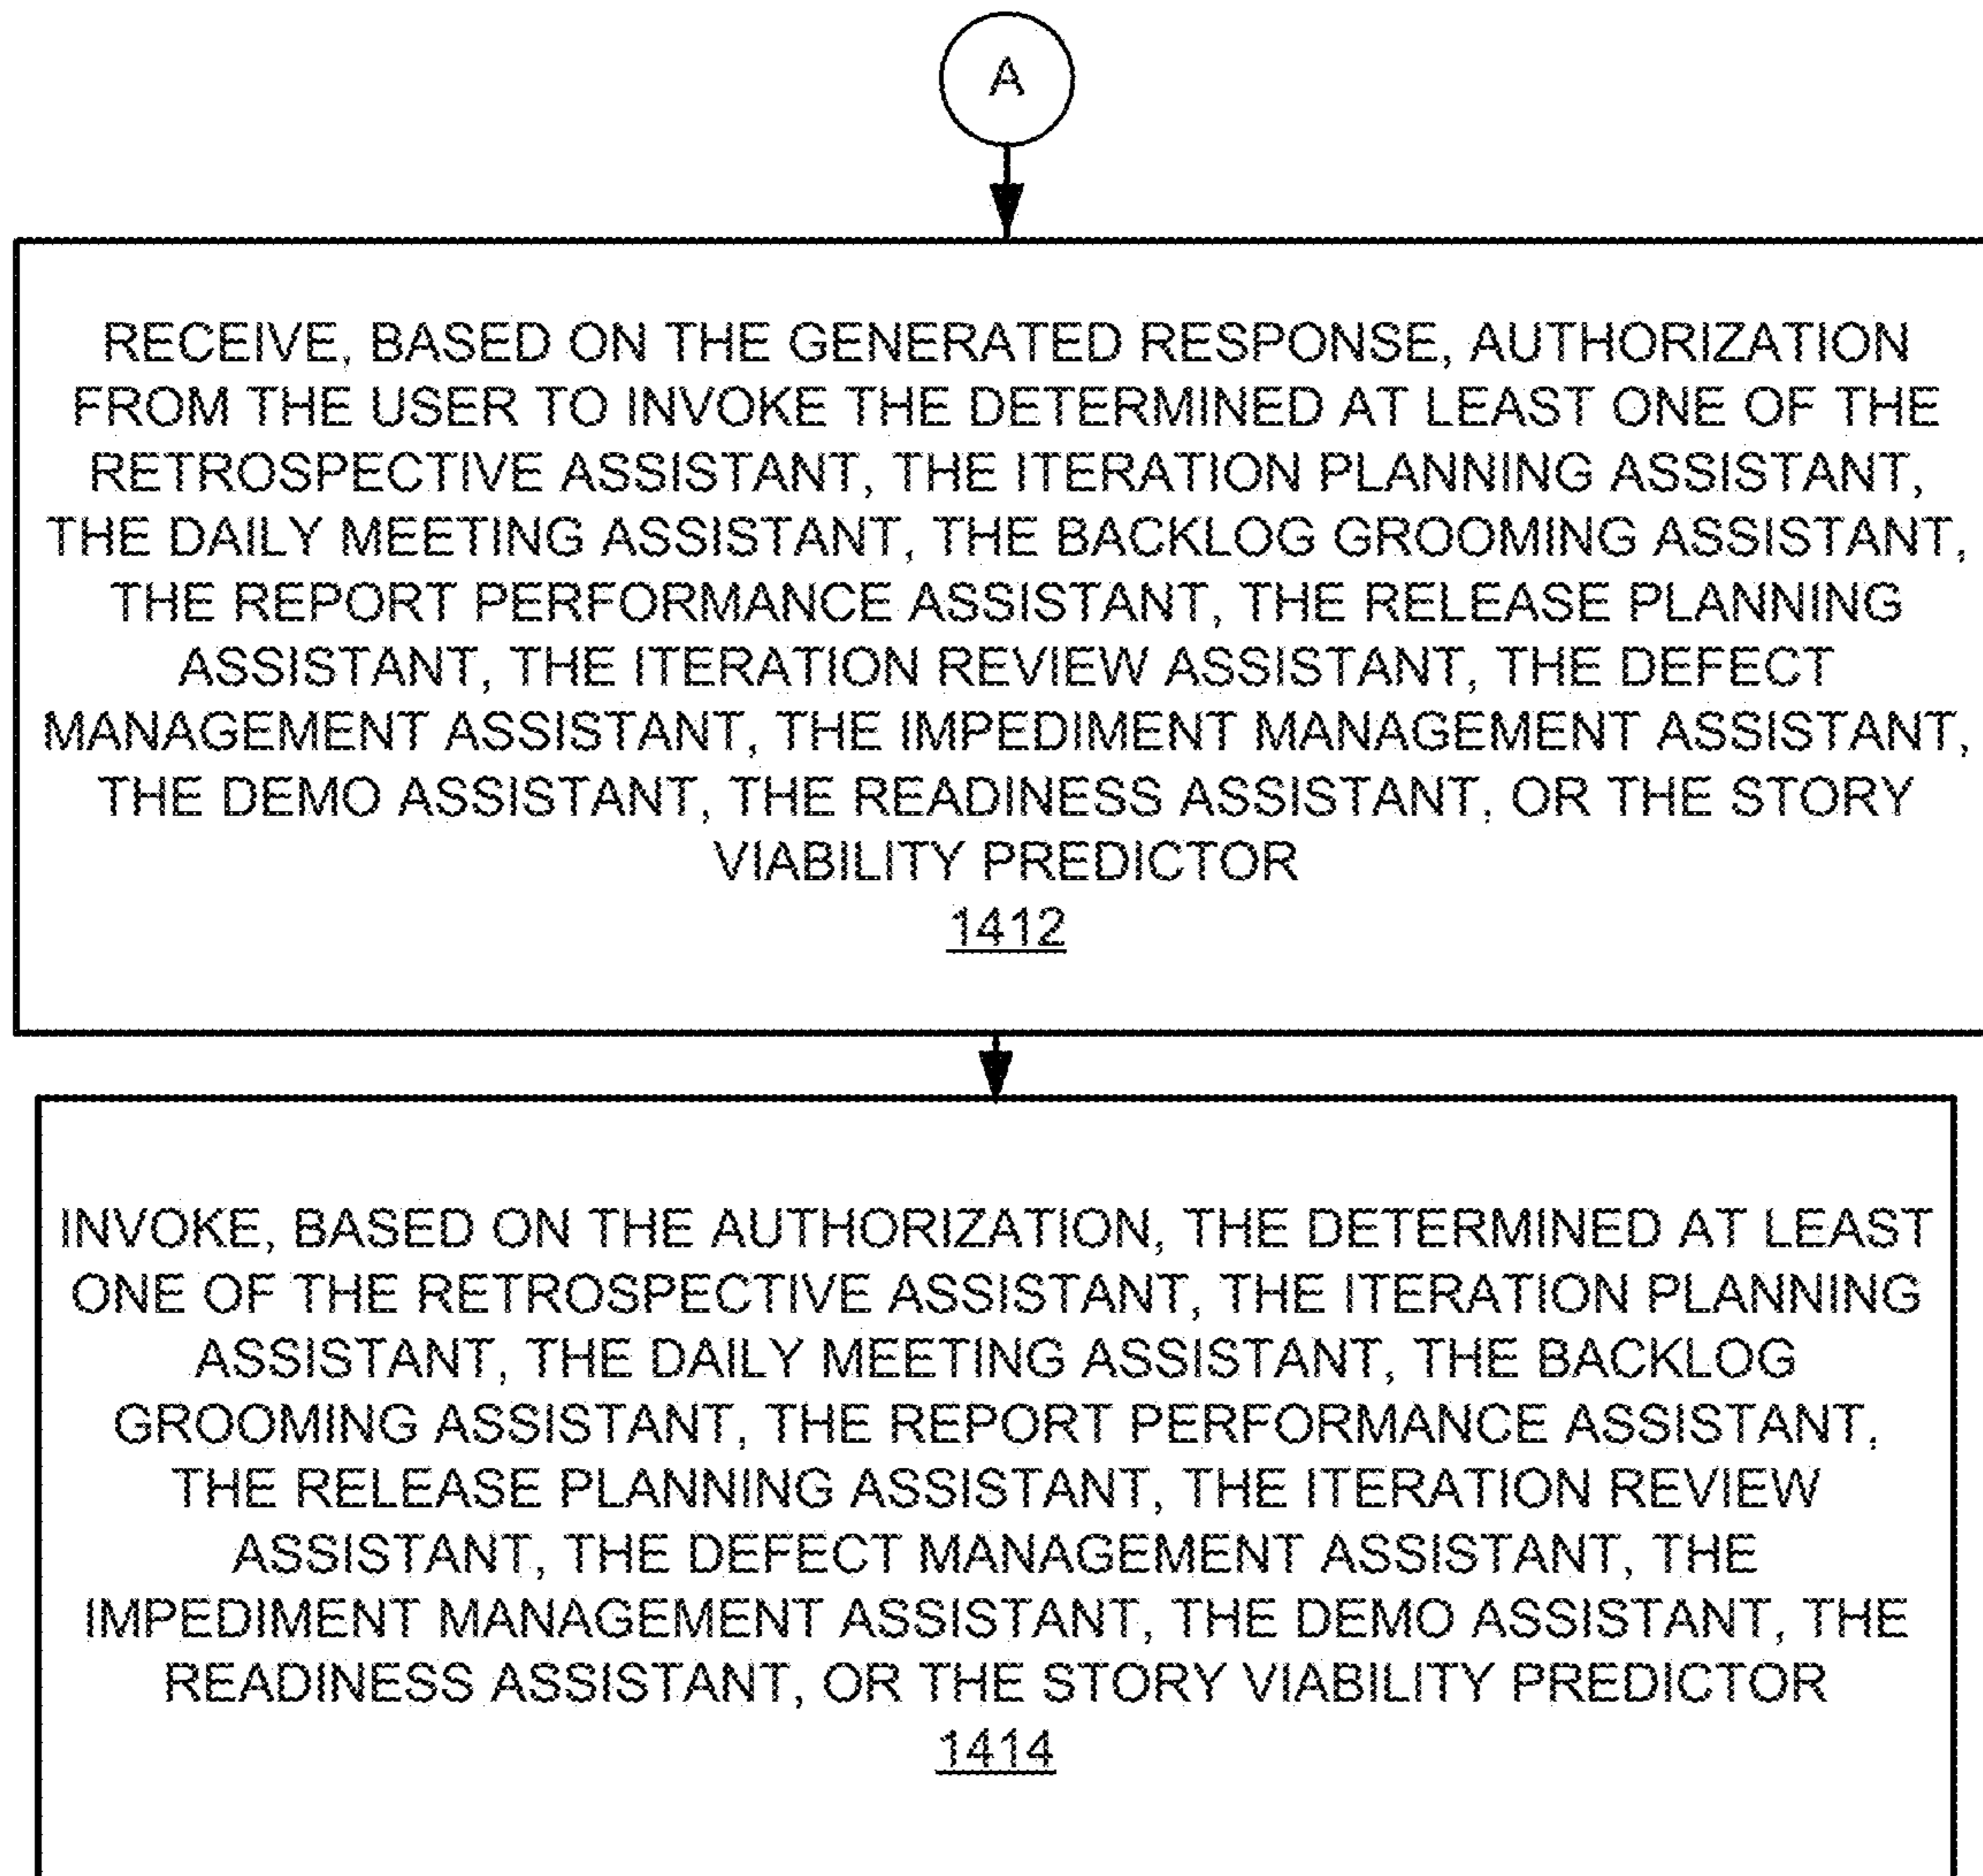 A
RECEIVE, BASED ON THE GENERATED RESPONSE, AUTHORIZATION
FROM THE USER TO INVOKE THE DETERMINED AT LEAST ONE OF THE
RETROSPECTIVE ASSISTANT, THE ITERATION PLANNING ASSISTANT,
THE DAILY MEETING ASSISTANT, THE BACKLOG GROOMING ASSISTANT,
THE REPORT PERFORMANCE ASSISTANT, THE RELEASE PLANNING
ASSISTANT, THE ITERATION REVIEW ASSISTANT, THE DEFECT
MANAGEMENT ASSISTANT, THE IMPEDIMENT MANAGEMENT ASSISTANT,
THE DEMO ASSISTANT, THE READINESS ASSISTANT, OR THE STORY
VIABILITY PREDICTOR
1412
INVOKE, BASED ON THE AUTHORIZATION, THE DETERMINED AT LEAST
ONE OF THE RETROSPECTIVE ASSISTANT, THE ITERATION PLANNING
ASSISTANT, THE DAILY MEETING ASSISTANT, THE BACKLOG
GROOMING ASSISTANT, THE REPORT PERFORMANCE ASSISTANT,
THE RELEASE PLANNING ASSISTANT, THE ITERATION REVIEW
ASSISTANT, THE DEFECT MANAGEMENT ASSISTANT, THE
IMPEDIMENT MANAGEMENT ASSISTANT, THE DEMO ASSISTANT, THE
READINESS ASSISTANT, OR THE STORY VIABILITY PREDICTOR
1414